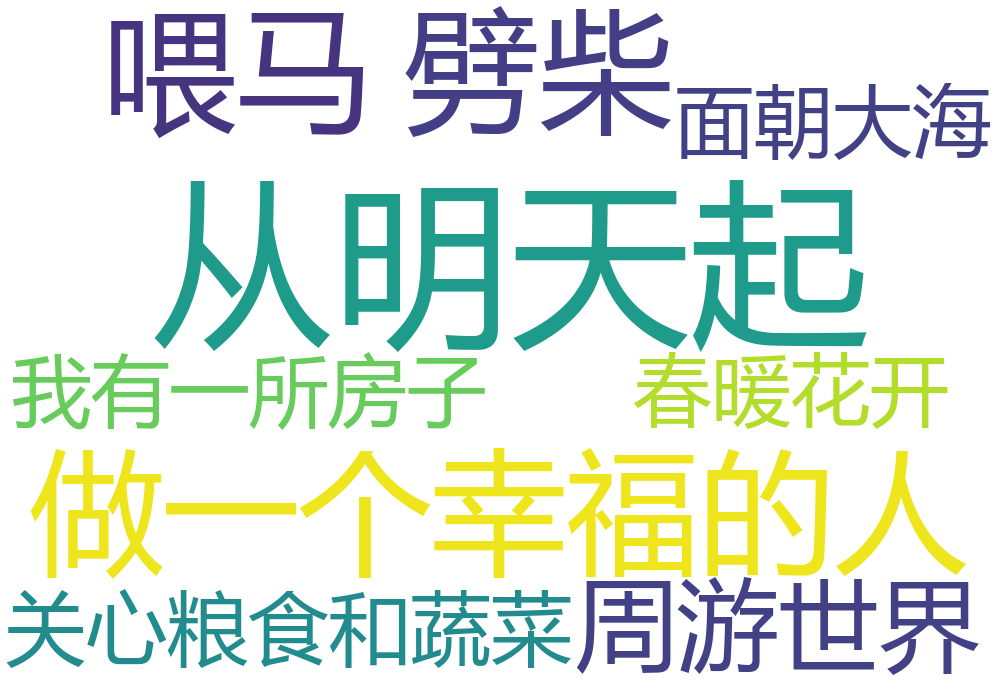 喂马 劈柴
面朝大海
从明天起
我有一所房子
春暖花开
做一个幸福的人
关心粮食和蔬菜
周游世界